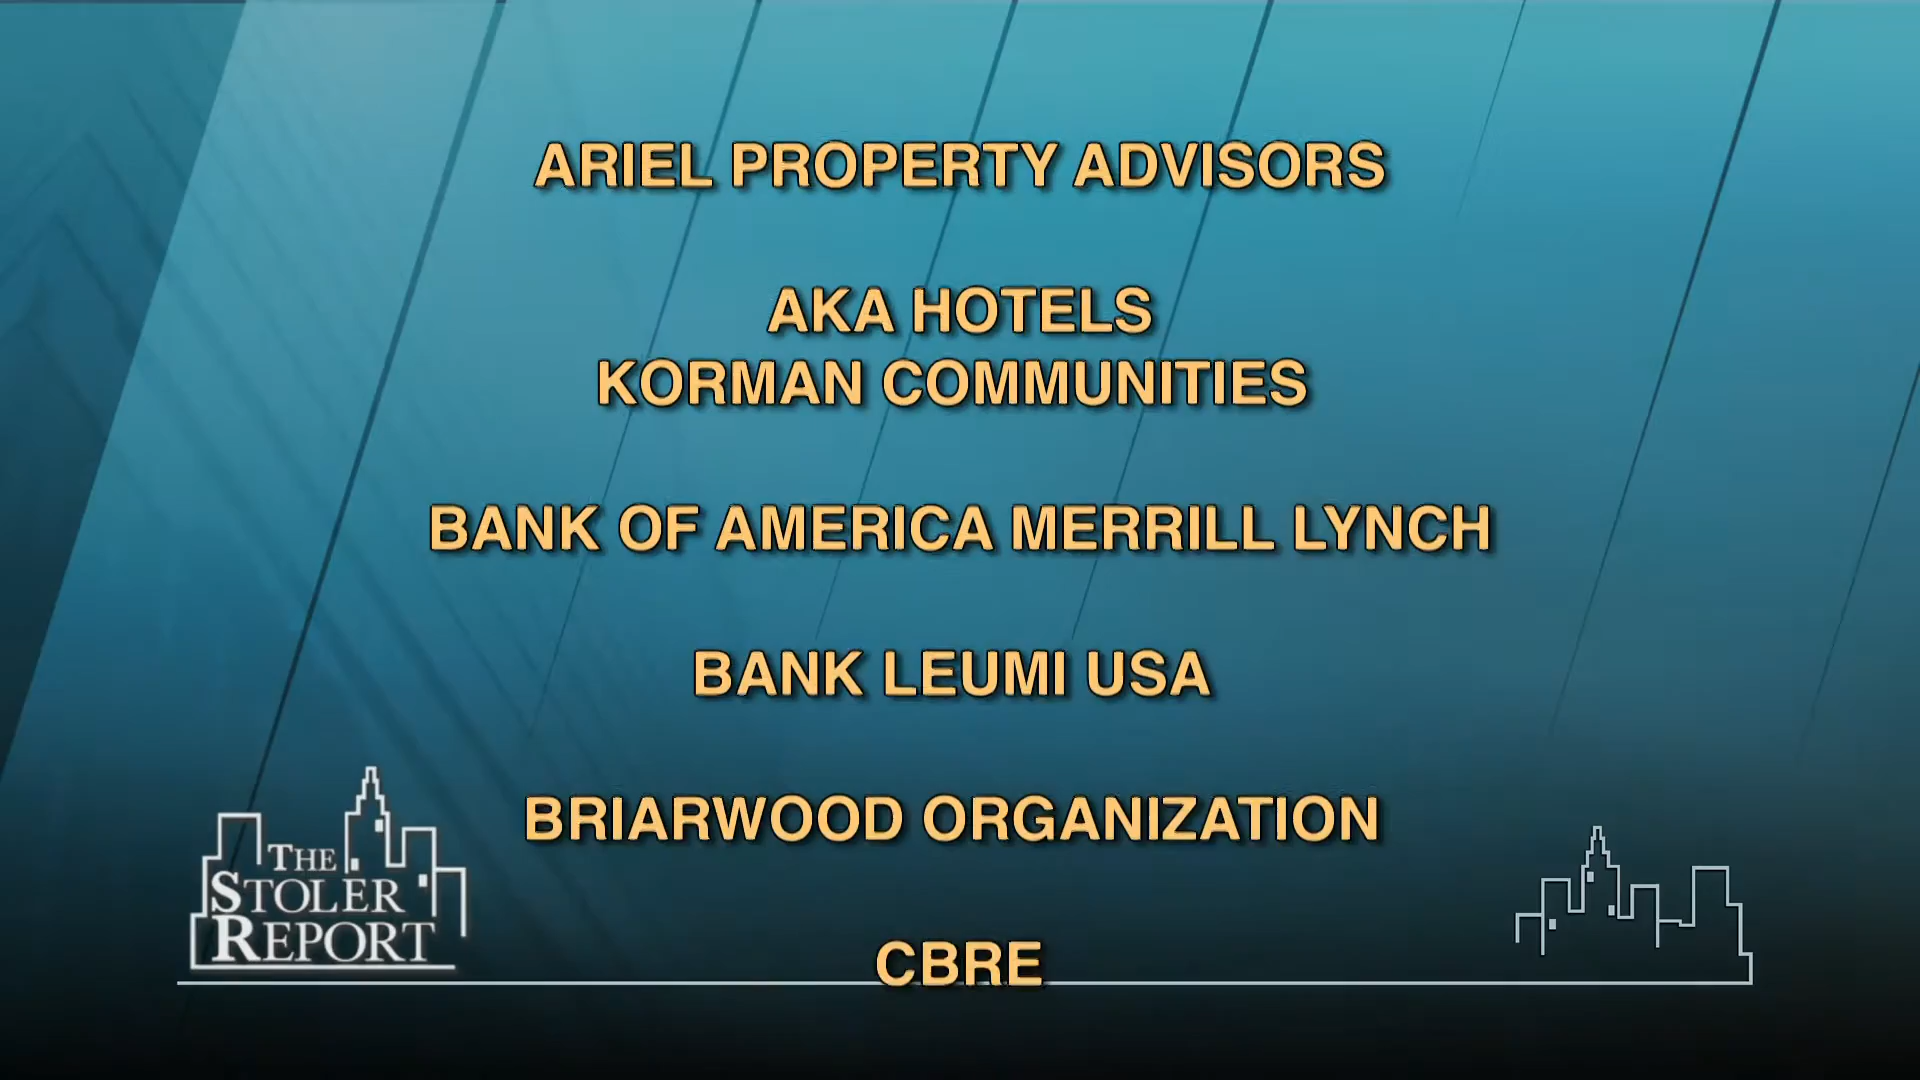 ARIEL PROPERTY ADVISORS
AKA HOTELS
KORMAN COMMUNITIES
BANK OF AMERICA MERRILL LYNCH
BANK LEUMI USA
BRIARWOOD ORGANIZATION
CBRE
THE
STOLER
REPORT